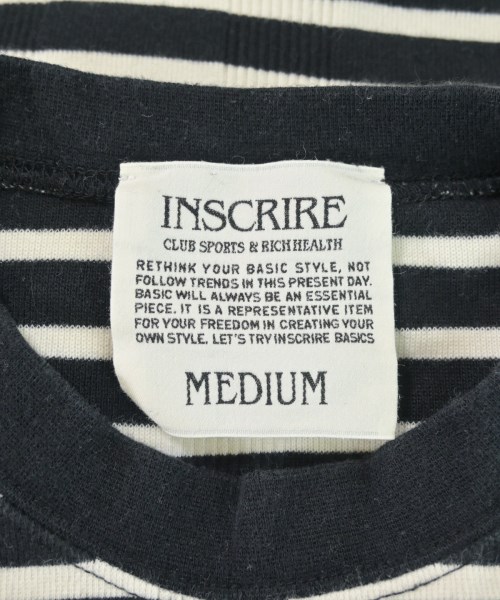 INSCRIRE
CLUB SPORTS & RICH HEALTH
RETHINK YOUR BASIC STYLE, NOT
FOLLOW TRENDS IN THIS PRESENT DAY.
BASIC WILL ALWAYS BE AN ESSENTIAL
PIECE. IT IS A REPRESENTATIVE ITEM
FOR YOUR FREEDOM IN CREATING YOUR
OWN STYLE. LET'S TRY INSCRIRE BASICS
MEDIUM